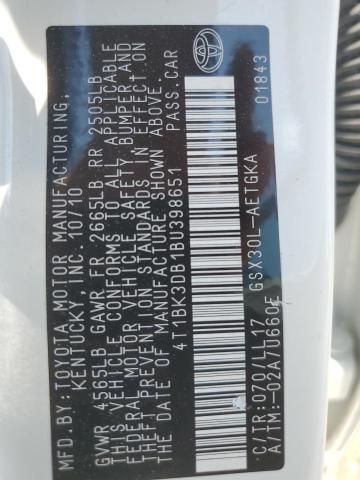 MFD.BY:TOYOTA MOTOR MANUFACTURING,
KENTUCKY, INC. 10/10
GVWR 4565LB GAWR FR 2665LB RR 2505LB
THIS VEHICLE CONFORMS TO ALL APPLICABLE
FEDERAL MOTOR VEHICLE SAFETY, BUMPER AND
THEFT PREVENTION STANDARDS IN EFFECT ON
THE DATE OF MANUFACTURE SHOWN ABOVE.
4T1BK3DB1BU398651 PASS.CAR
C/TR:070/LL17 GSX30L-AETGKA
A/TM:-02A/U660E 01843